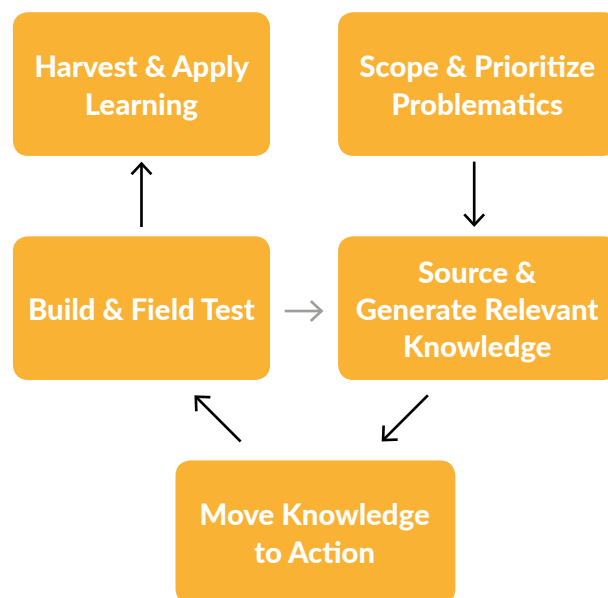 Harvest & Apply
Learning
Scope & Prioritize
Problematics
Build & Field Test
Source &
Generate Relevant
Knowledge
Move Knowledge
to Action